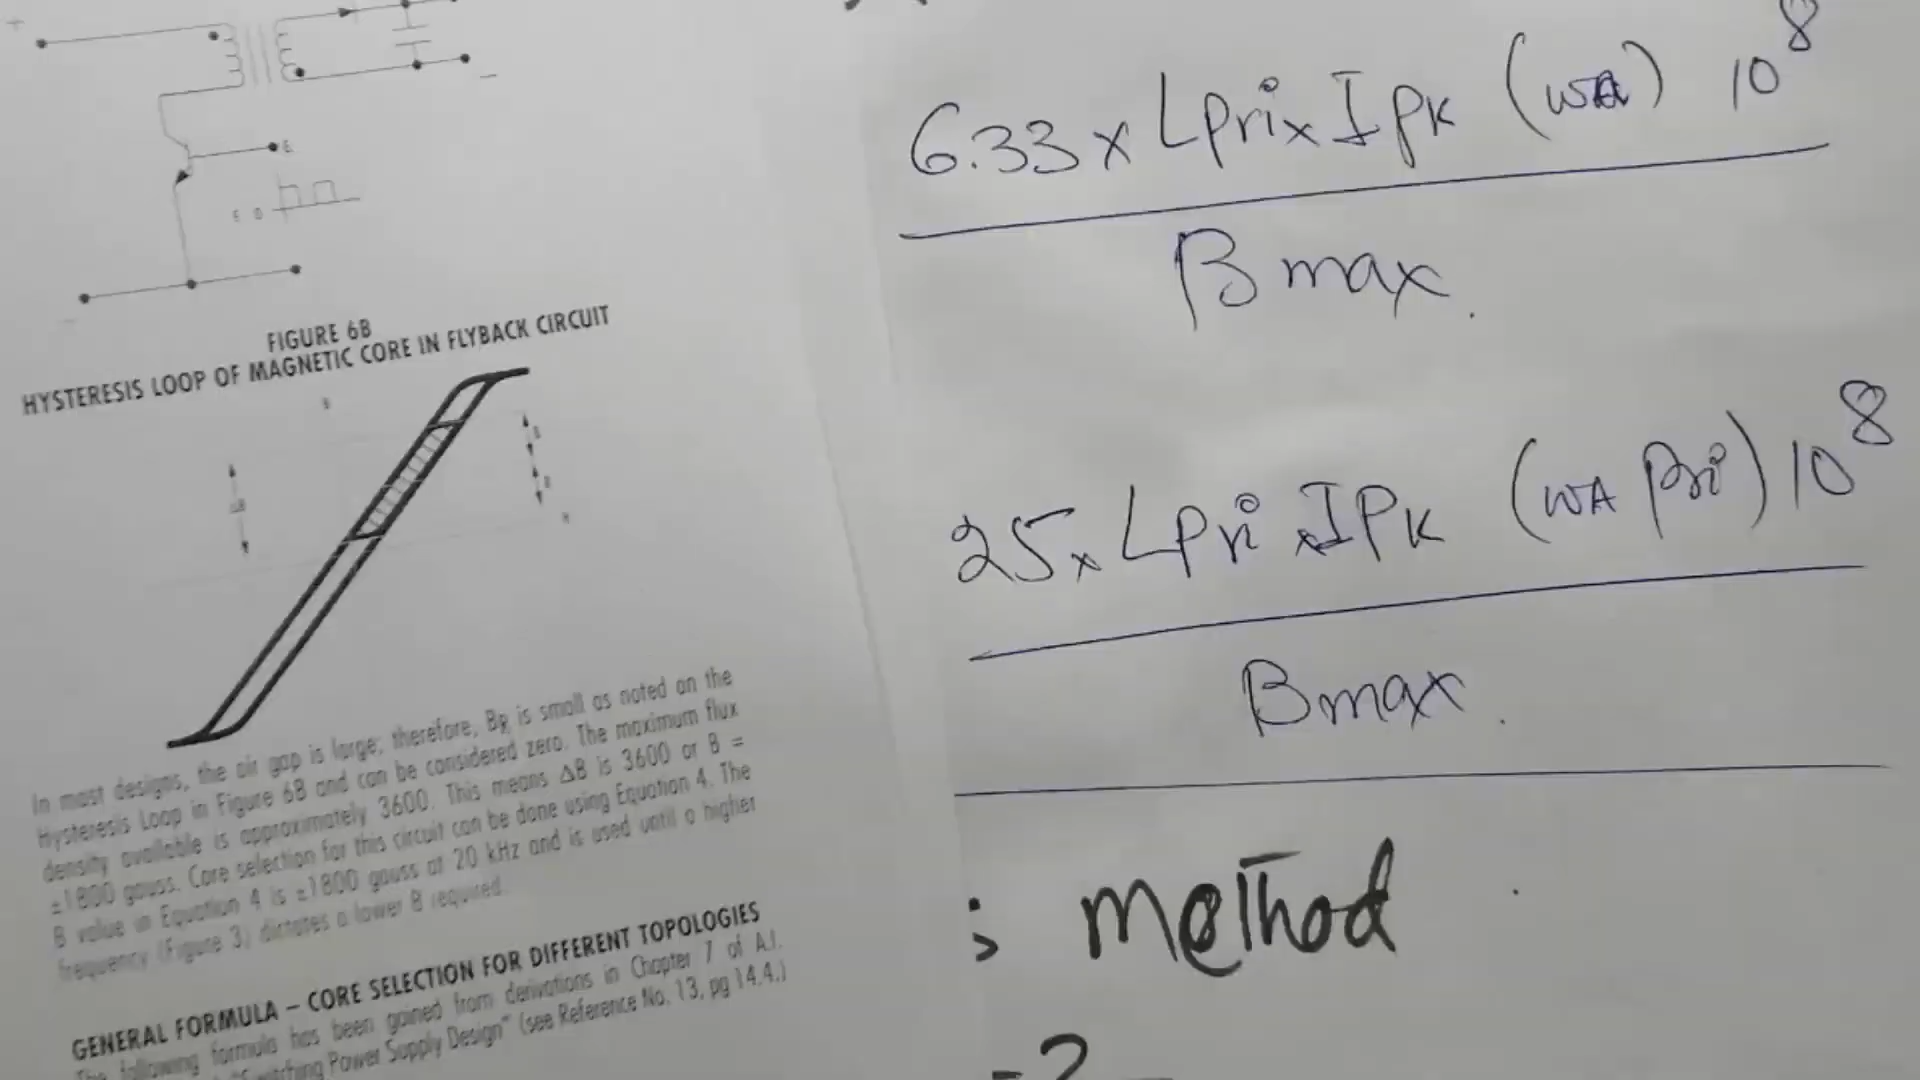 FIGURE 6B
HYSTERESIS LOOP OF MAGNETIC CORE IN FLYBACK CIRCUIT
In most designs, the air gap is large; therefore, BR is small as noted on the
Hysteresis Loop in Figure 6B and can be considered zero. The maximum flux
density available is approximately 3600. This means ΔB is 3600 or B =
±1800 gauss. Core selection for this circuit can be done using Equation 4. The
B value in Equation 4 is ±1800 gauss at 20 kHz and is used until a higher
frequency (Figure 3) dictates a lower B required.
GENERAL FORMULA – CORE SELECTION FOR DIFFERENT TOPOLOGIES
The following formula has been gained from derivations in Chapter 7 of A.I.
Switching Power Supply Design" (see Reference No. 13, pg 14.4.)
6.33 x Lpri x Ipk (WA) 10⁸
Bmax.
25 x Lpri x IPK (WA Pri) 10⁸
Bmax.
; method